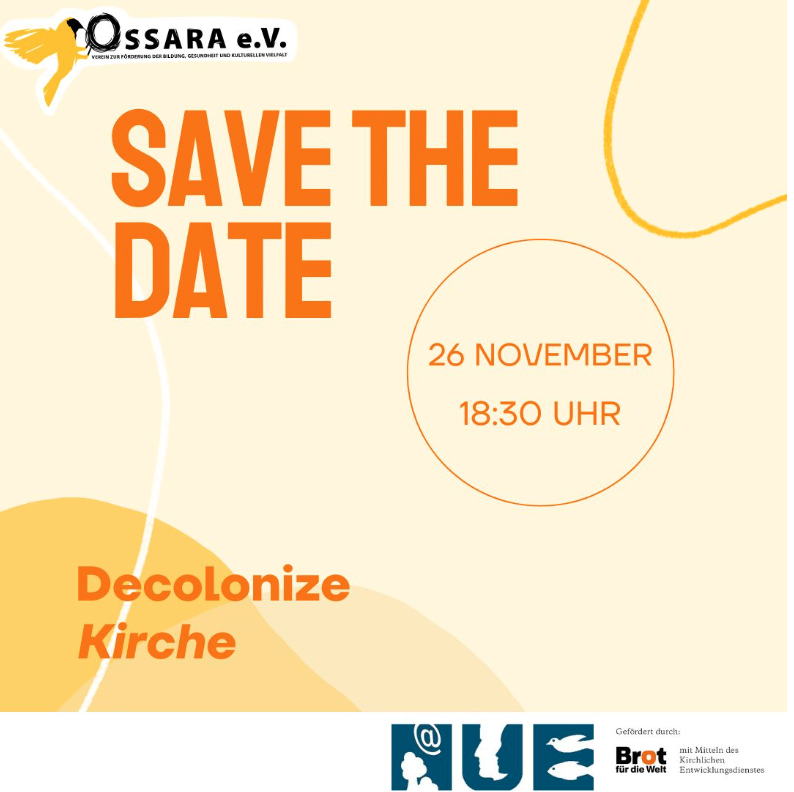 OSSARA e.V.
VEREIN ZUR FÖRDERUNG DER BILDUNG, GESUNDHEIT UND KULTURELLEN VIELFALT
SAVE THE
DATE
26 NOVEMBER
18:30 UHR
Decolonize
Kirche
@
NUE
Gefördert durch:
Brot
für die Welt
mit Mitteln des
Kirchlichen
Entwicklungsdienstes